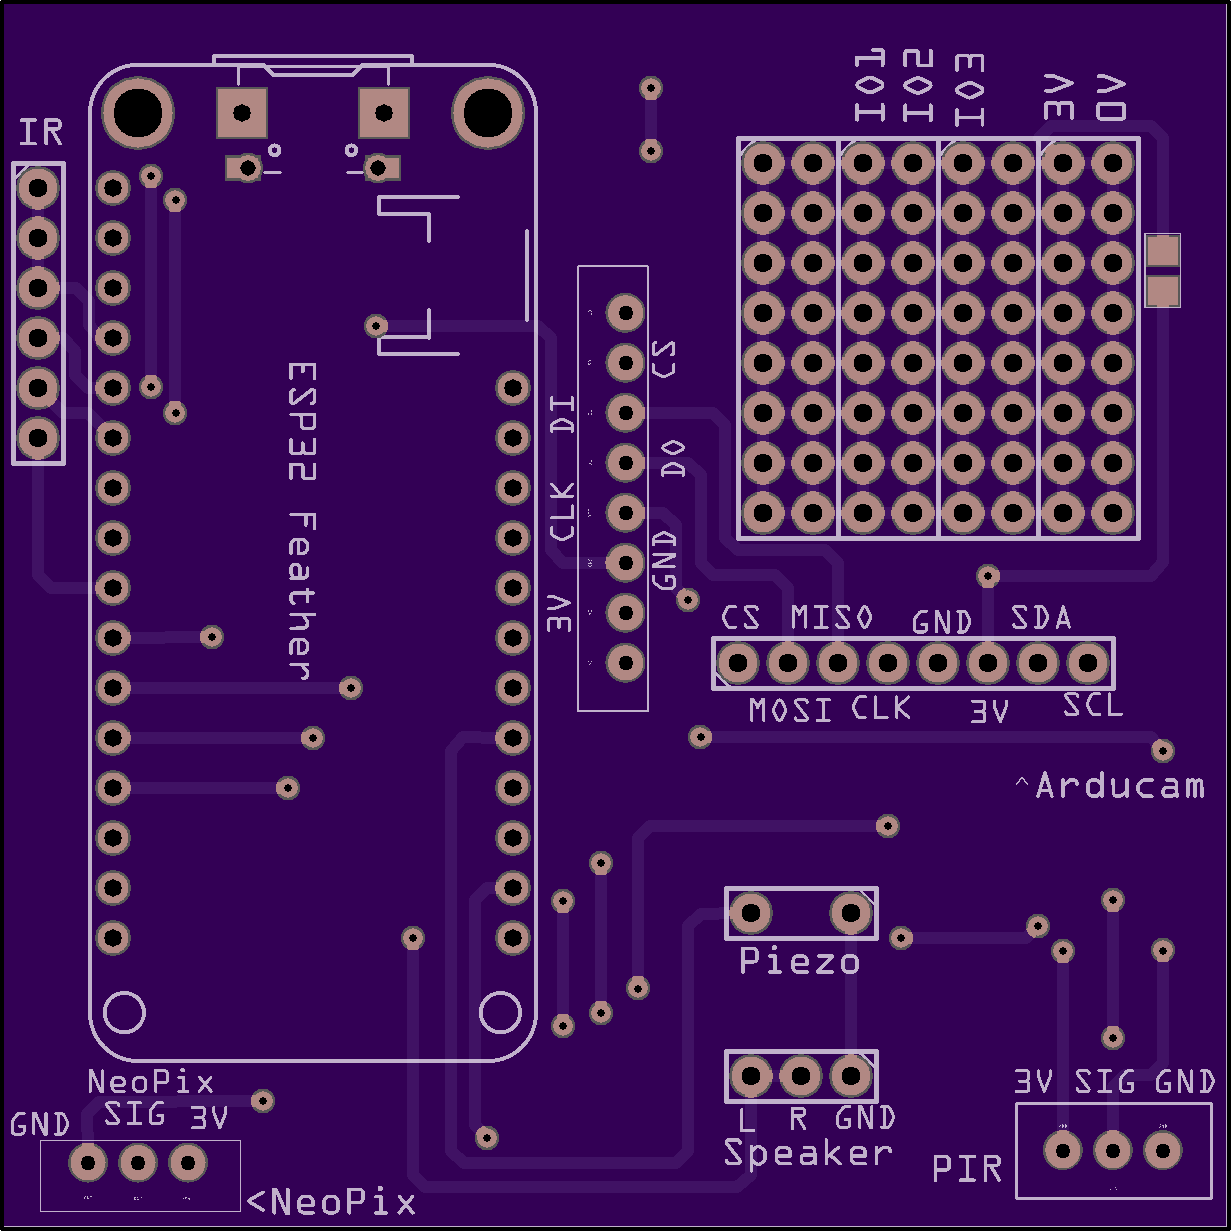 IR
IO1
IO2
IO3
3V
ESP32 Feather
CS
DI
DO
CLK
GND
3V
CS MISO GND SDA
MOSI CLK 3V SCL
^Arducam
Piezo
NeoPix
GND SIG 3V
<NeoPix
L R GND
Speaker
3V SIG GND
PIR